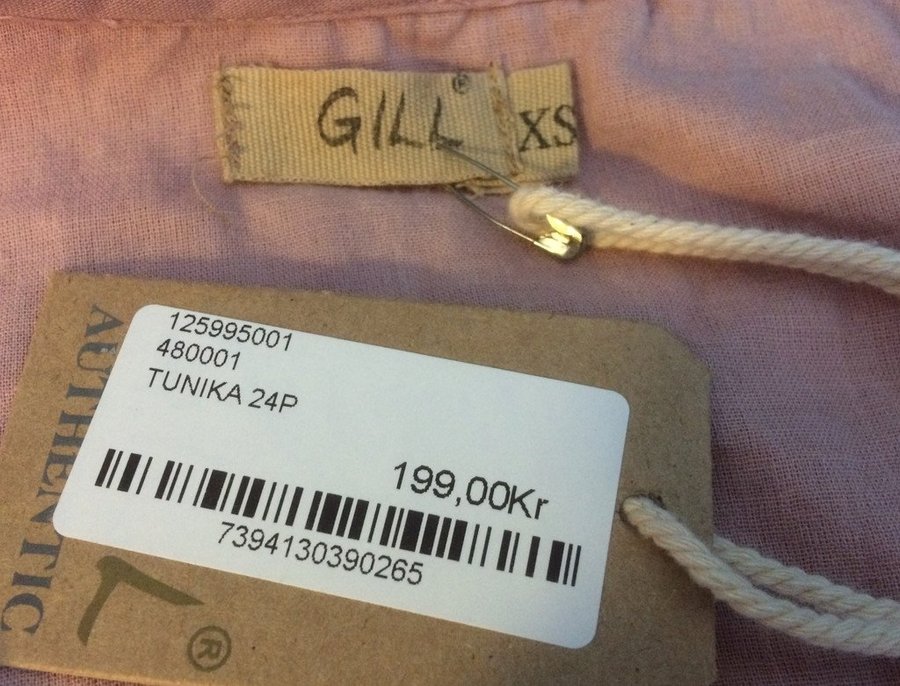 GILL®
XS
125995001
480001
TUNIKA 24P
199,00Kr
7394130390265
AUTHENTIC
L®